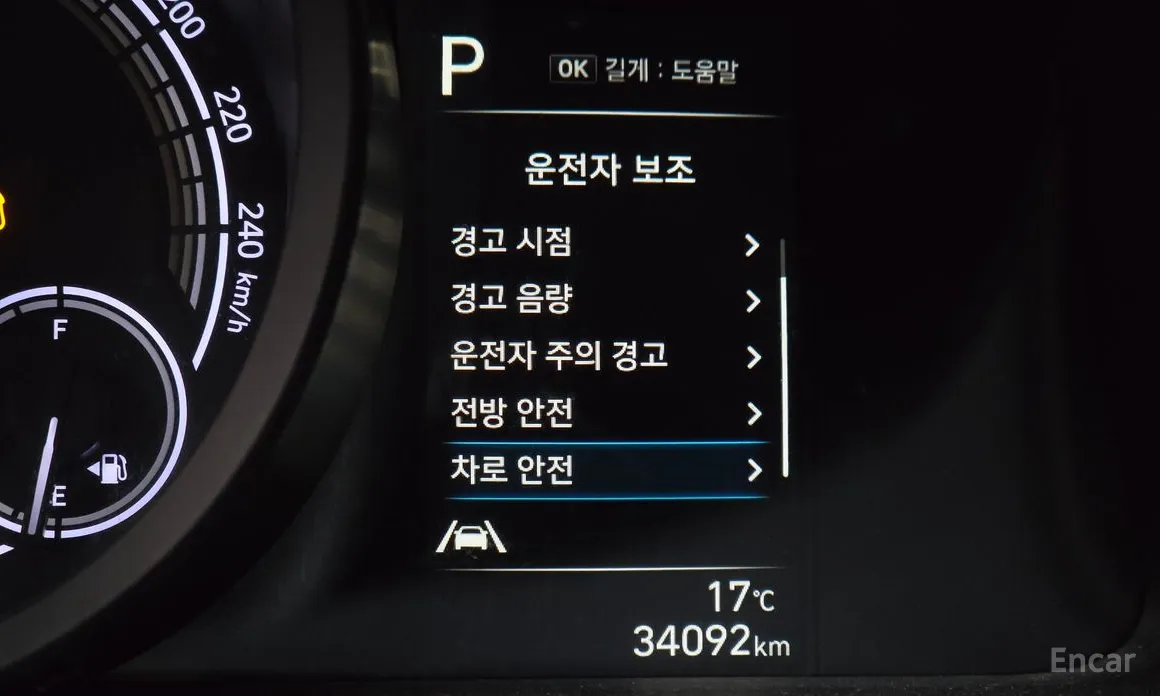 200
220
240 km/h
F
E
P
OK 길게 : 도움말
운전자 보조
경고 시점
경고 음량
운전자 주의 경고
전방 안전
차로 안전
17℃
34092km
Encar